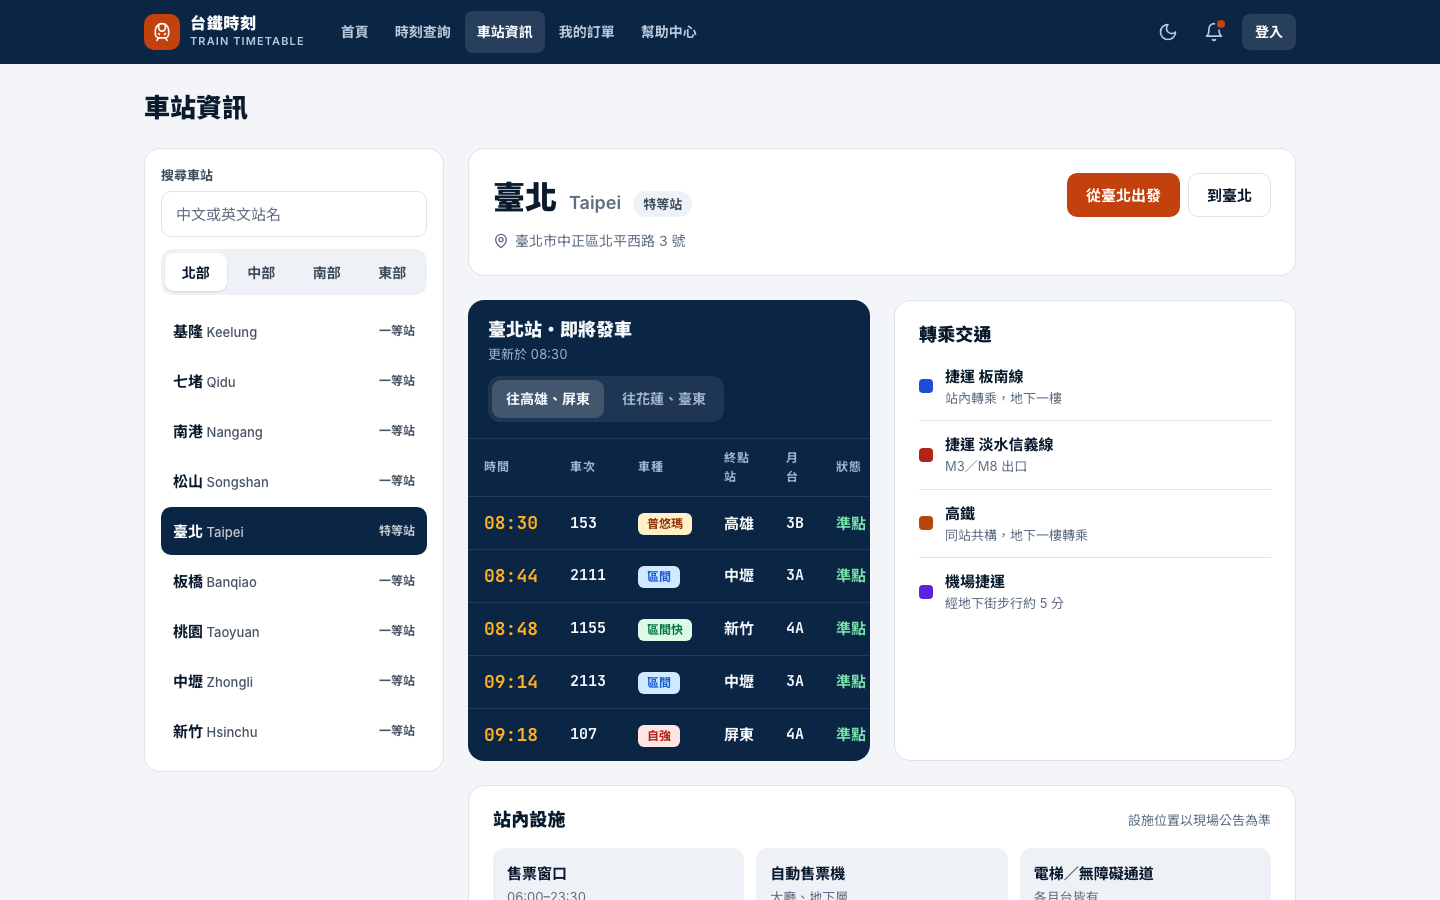 台鐵時刻
TRAIN TIMETABLE
首頁 時刻查詢 車站資訊 我的訂單 幫助中心
登入
車站資訊
搜尋車站
中文或英文站名
北部 中部 南部 東部
基隆 Keelung 一等站
七堵 Qidu 一等站
南港 Nangang 一等站
松山 Songshan 一等站
臺北 Taipei 特等站
板橋 Banqiao 一等站
桃園 Taoyuan 一等站
中壢 Zhongli 一等站
新竹 Hsinchu 一等站
臺北 Taipei 特等站
臺北市中正區北平西路 3 號
從臺北出發 到臺北
臺北站・即將發車
更新於 08:30
往高雄、屏東 往花蓮、臺東
時間 車次 車種 終點站 月台 狀態
08:30 153 普悠瑪 高雄 3B 準點
08:44 2111 區間 中壢 3A 準點
08:48 1155 區間快 新竹 4A 準點
09:14 2113 區間 中壢 3A 準點
09:18 107 自強 屏東 4A 準點
轉乘交通
捷運 板南線
站內轉乘，地下一樓
捷運 淡水信義線
M3／M8 出口
高鐵
同站共構，地下一樓轉乘
機場捷運
經地下街步行約 5 分
站內設施
設施位置以現場公告為準
售票窗口
06:00–23:30
自動售票機
大廳、地下層
電梯／無障礙通道
各月台皆有